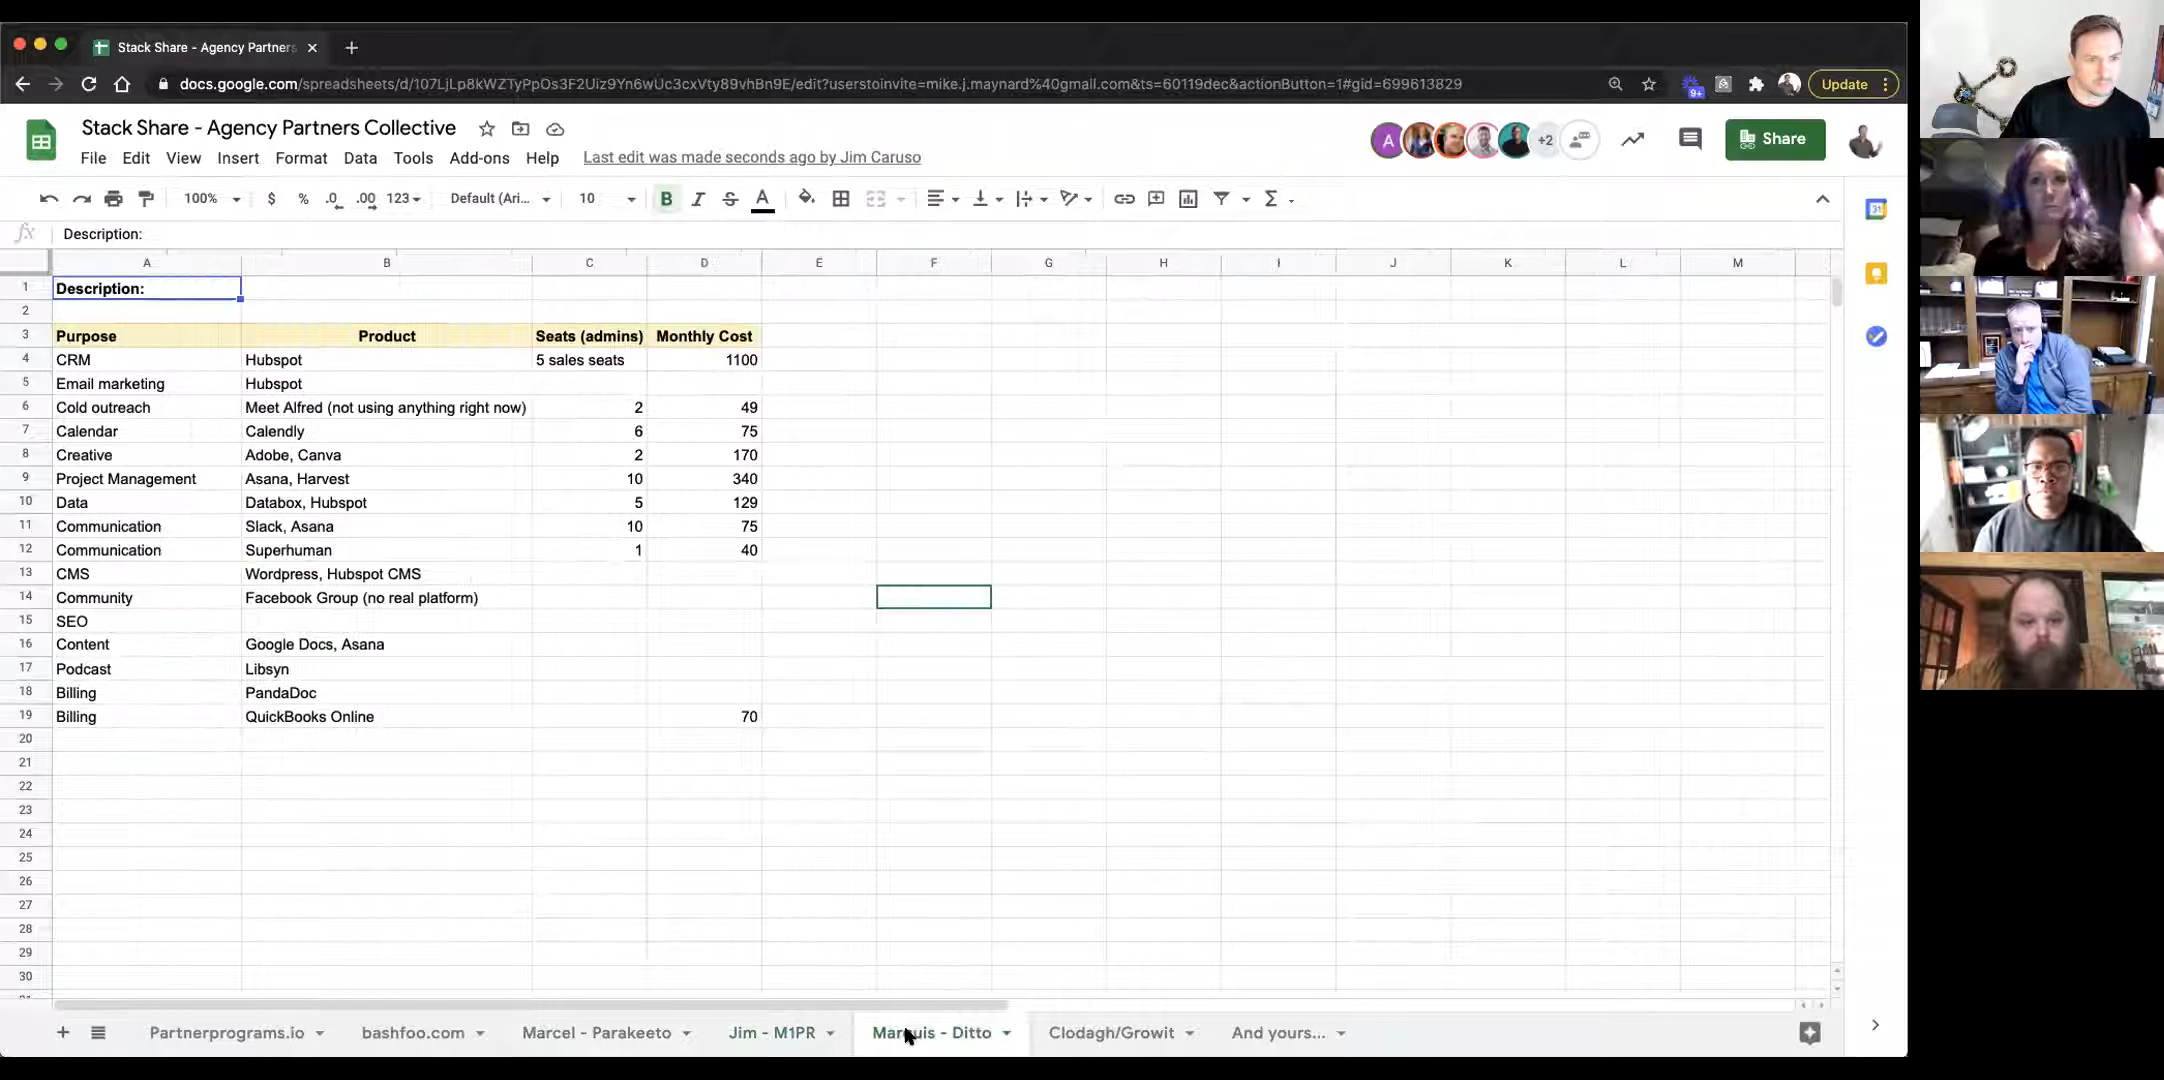 Stack Share - Agency Partners
docs.google.com/spreadsheets/d/107LjLp8kWZTyPpOs3F2Uiz9Yn6wUc3cxVty89vhBn9E/edit?userstoinvite=mike.j.maynard%40gmail.com&ts=60119dec&actionButton=1#gid=699613829
9+
Update
Stack Share - Agency Partners Collective
A
+2
Share
File Edit View Insert Format Data Tools Add-ons Help Last edit was made seconds ago by Jim Caruso
100% $ % .0 .00 123 Default (Ari... 10 B I S A Σ
31
fx Description:
A B C D E F G H I J K L M
1 Description:
2
3 Purpose Product Seats (admins) Monthly Cost
4 CRM Hubspot 5 sales seats 1100
5 Email marketing Hubspot
6 Cold outreach Meet Alfred (not using anything right now) 2 49
7 Calendar Calendly 6 75
8 Creative Adobe, Canva 2 170
9 Project Management Asana, Harvest 10 340
10 Data Databox, Hubspot 5 129
11 Communication Slack, Asana 10 75
12 Communication Superhuman 1 40
13 CMS Wordpress, Hubspot CMS
14 Community Facebook Group (no real platform)
15 SEO
16 Content Google Docs, Asana
17 Podcast Libsyn
18 Billing PandaDoc
19 Billing QuickBooks Online 70
20
21
22
23
24
25
26
27
28
29
30
Partnerprograms.io bashfoo.com Marcel - Parakeeto Jim - M1PR Marquis - Ditto Clodagh/Growit And yours...